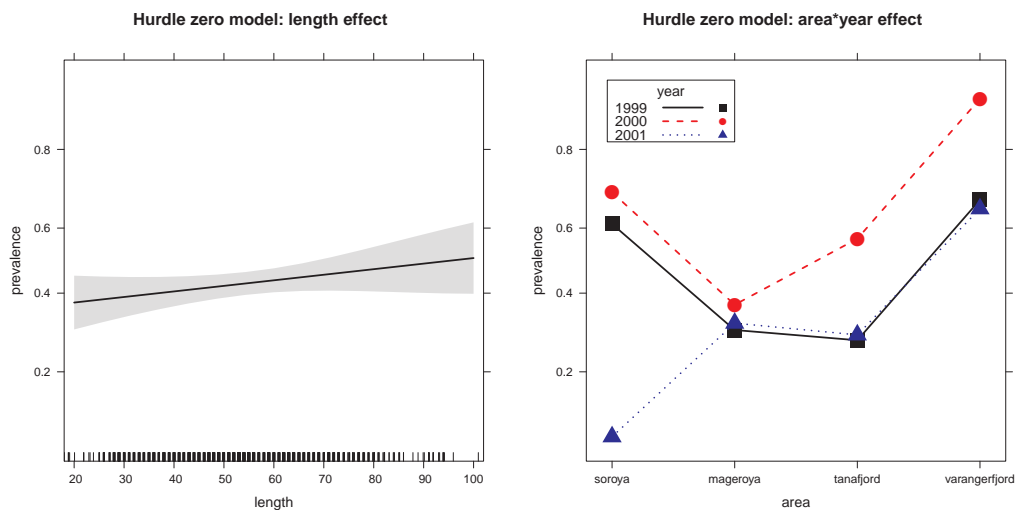 Hurdle zero model: length effect
prevalence
0.8
0.6
0.4
0.2
20 30 40 50 60 70 80 90 100
length
Hurdle zero model: area*year effect
year
1999
2000
2001
prevalence
0.8
0.6
0.4
0.2
soroya mageroya tanafjord varangerfjord
area